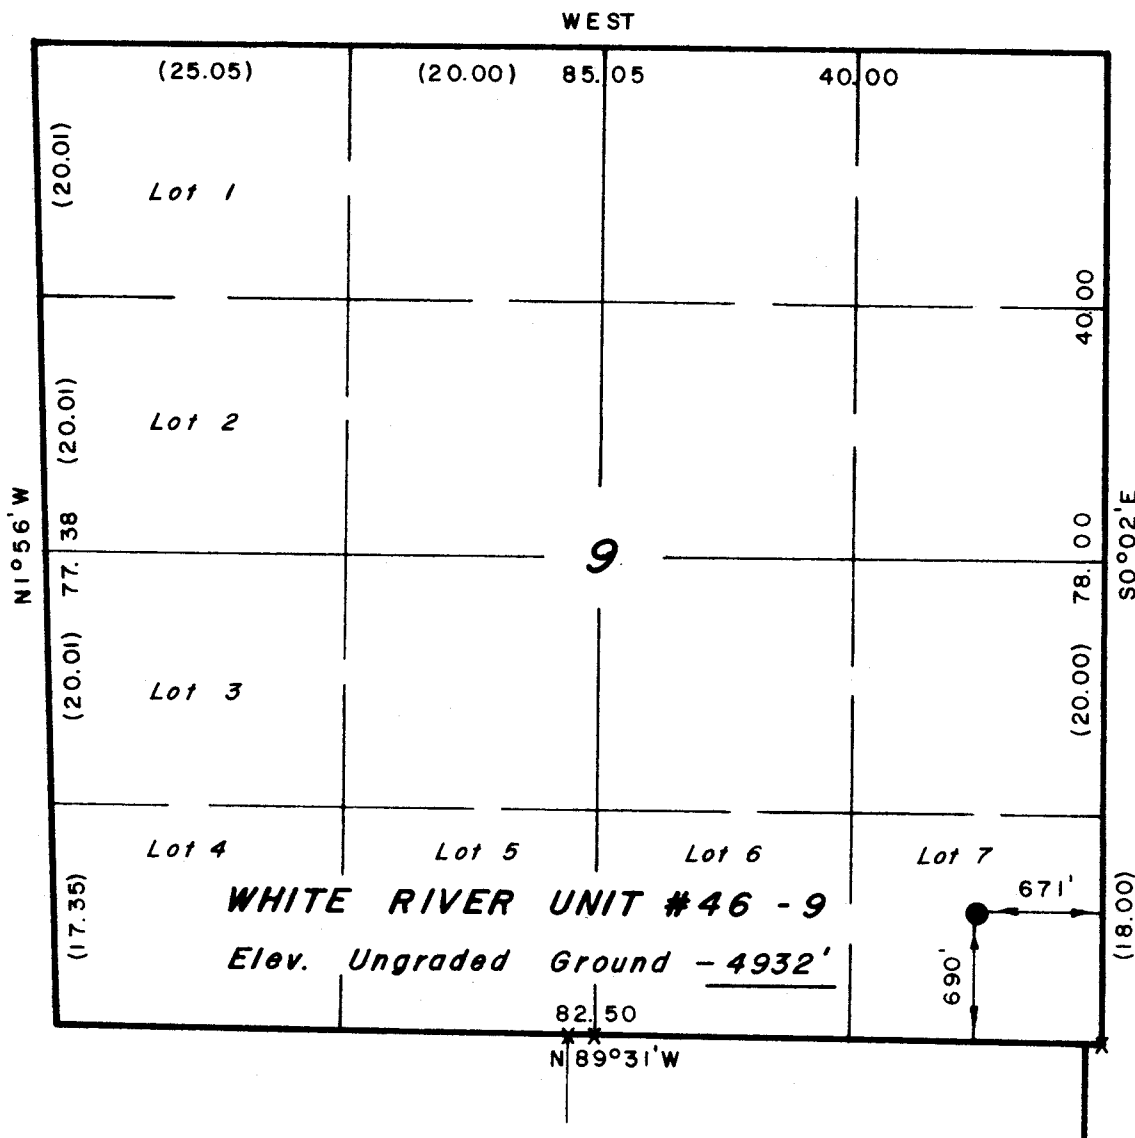 WEST
(25.05) (20.00) 85.05 40.00
(20.01)
Lot 1
40.00
(20.01)
Lot 2
N1°56'W
77.38
9
78.00
S0°02'E
(20.01)
Lot 3
(20.00)
Lot 4 Lot 5 Lot 6 Lot 7
(17.35)
WHITE RIVER UNIT #46-9
671'
(18.00)
Elev. Ungraded Ground - 4932'
690'
82.50
N89°31'W